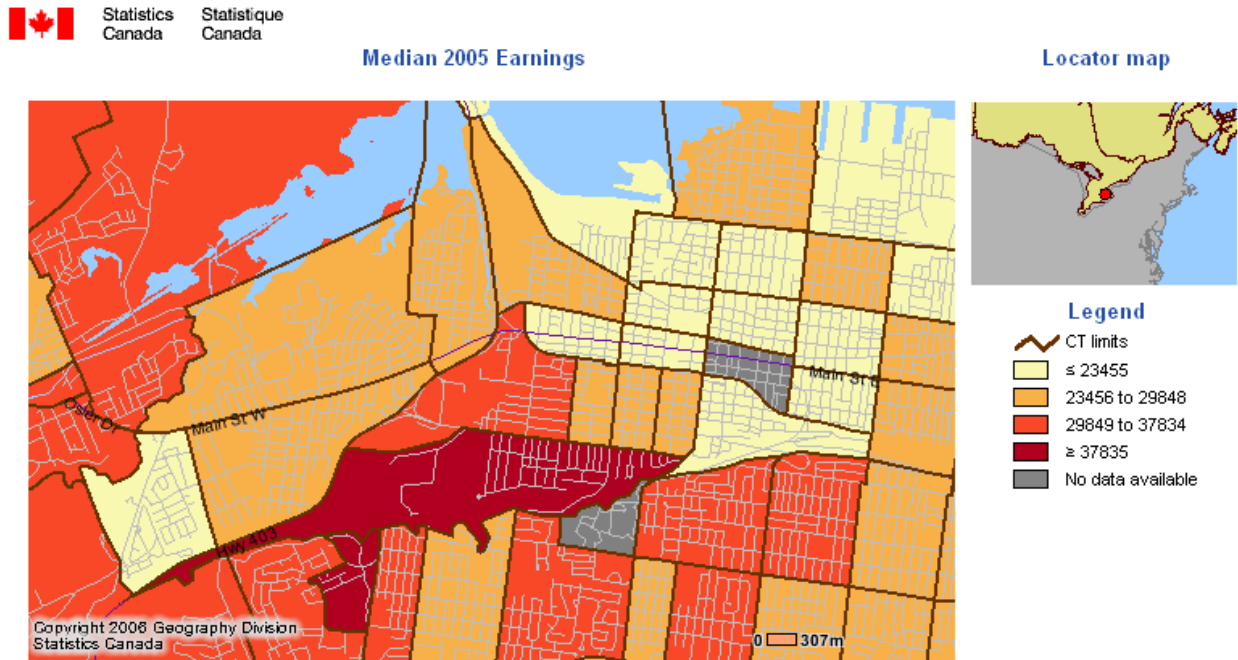 Statistics Statistique
Canada Canada
Median 2005 Earnings
Locator map
Main St E
Osler Dr
Main St W
Hwy 403
Copyright 2006 Geography Division
Statistics Canada
0 307m
Legend
CT limits
≤ 23455
23456 to 29848
29849 to 37834
≥ 37835
No data available